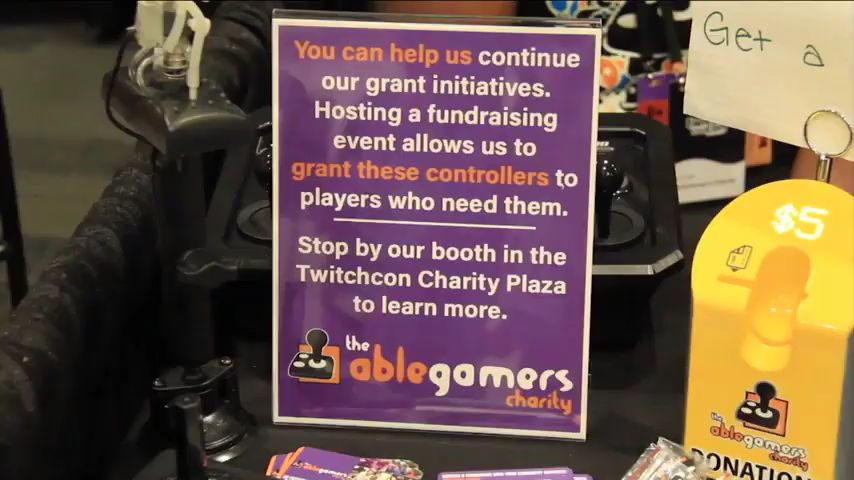 You can help us continue
our grant initiatives.
Hosting a fundraising
event allows us to
grant these controllers to
players who need them.
Stop by our booth in the
Twitchcon Charity Plaza
to learn more.
the
ablegamers
charity
Get a
$5
the
ablegamers
charity
DONATION
ablegamers